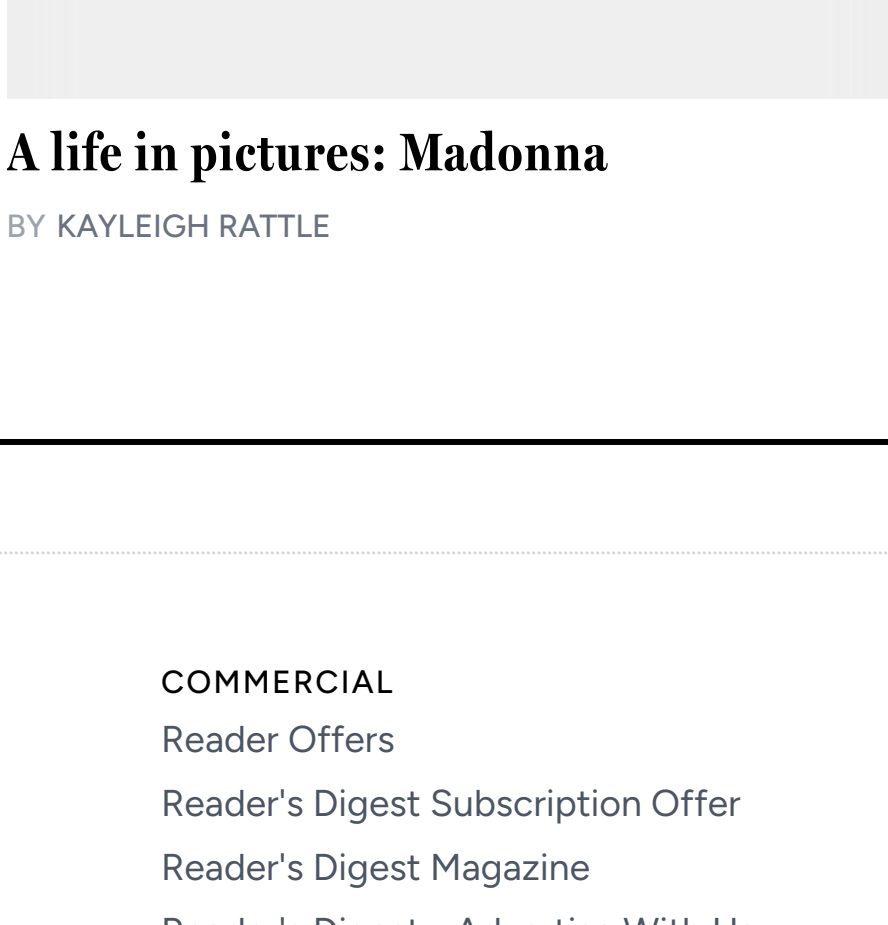 A life in pictures: Madonna
BY KAYLEIGH RATTLE
COMMERCIAL
Reader Offers
Reader's Digest Subscription Offer
Reader's Digest Magazine